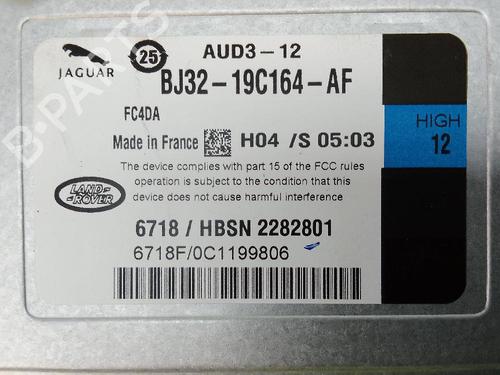 B-PARTS
JAGUAR
25
AUD3-12
BJ32-19C164-AF
FC4DA
Made in France H04 /S 05:03
HIGH
12
The device complies with part 15 of the FCC rules
operation is subject to the condition that this
device does not cause harmful interference
LAND-
-ROVER
6718 / HBSN 2282801
6718F/0C1199806